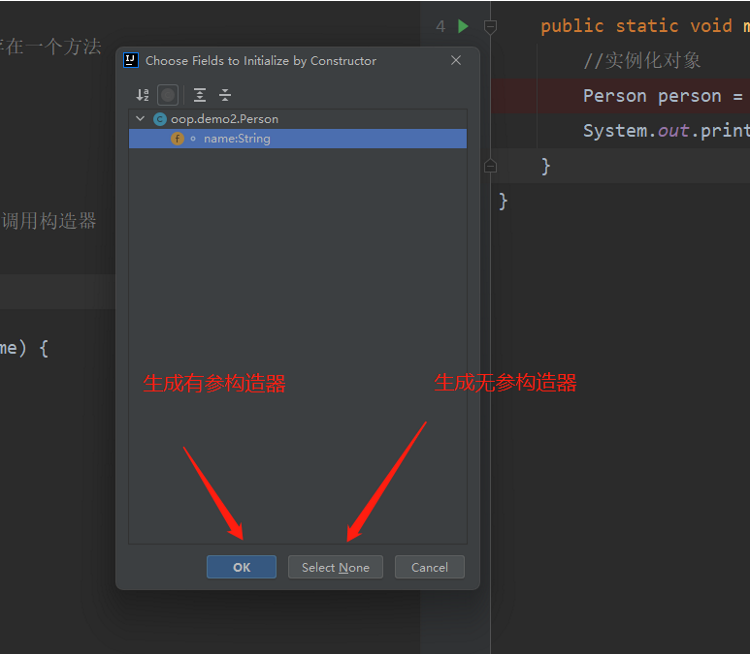 存在一个方法
调用构造器
me) {
Choose Fields to Initialize by Constructor
oop.demo2.Person
name:String
生成有参构造器
生成无参构造器
OK
Select None
Cancel
4
public static void m
//实例化对象
Person person =
System.out.print
}
}